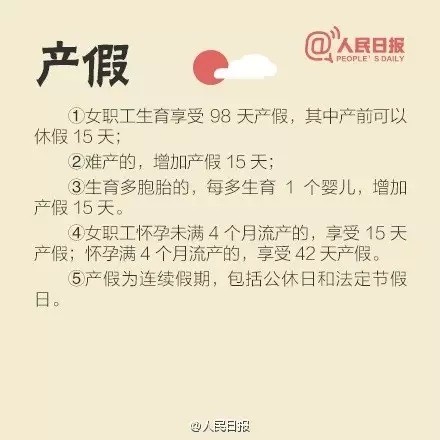 @人民日报
PEOPLE'S DAILY
产假
①女职工生育享受 98 天产假，其中产前可以
休假 15 天；
②难产的，增加产假 15 天；
③生育多胞胎的，每多生育 1 个婴儿，增加
产假 15 天。
④女职工怀孕未满 4 个月流产的，享受 15 天
产假；怀孕满 4 个月流产的，享受 42 天产假。
⑤产假为连续假期，包括公休日和法定节假
日。
@人民日报